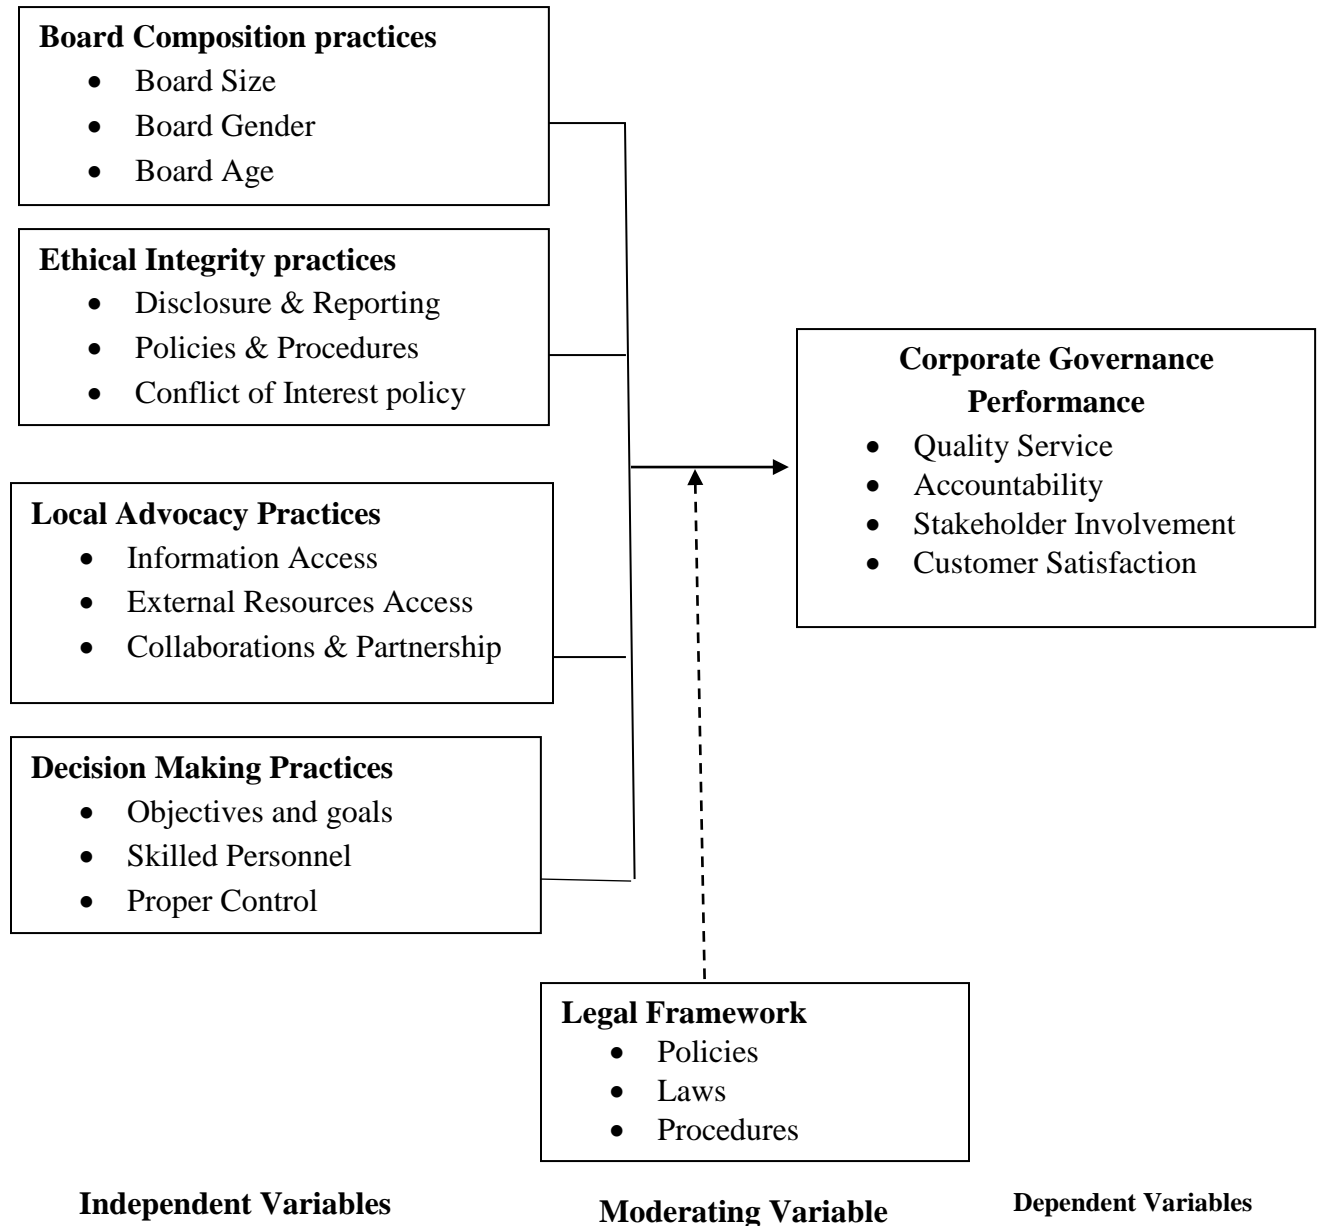 Board Composition practices
• Board Size
• Board Gender
• Board Age
Ethical Integrity practices
• Disclosure & Reporting
• Policies & Procedures
• Conflict of Interest policy
Local Advocacy Practices
• Information Access
• External Resources Access
• Collaborations & Partnership
Decision Making Practices
• Objectives and goals
• Skilled Personnel
• Proper Control
Corporate Governance
Performance
• Quality Service
• Accountability
• Stakeholder Involvement
• Customer Satisfaction
Legal Framework
• Policies
• Laws
• Procedures
Independent Variables
Moderating Variable
Dependent Variables